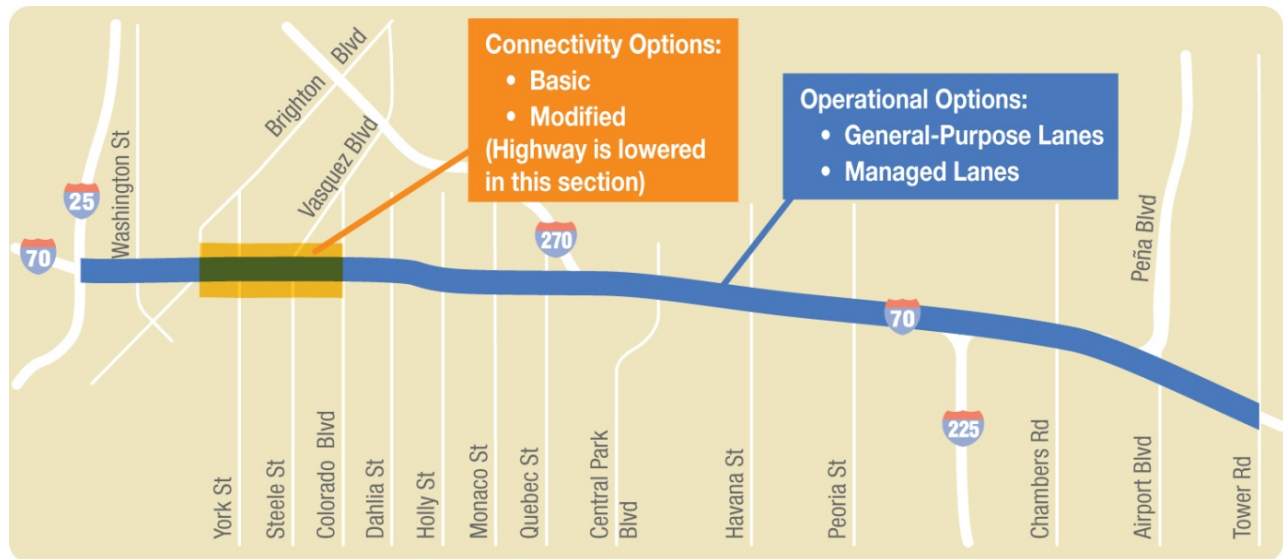 Connectivity Options:
• Basic
• Modified
(Highway is lowered
in this section)
Operational Options:
• General-Purpose Lanes
• Managed Lanes
Brighton Blvd
Vasquez Blvd
Washington St
Peña Blvd
25
70
270
70
225
York St
Steele St
Colorado Blvd
Dahlia St
Holly St
Monaco St
Quebec St
Central Park
Blvd
Havana St
Peoria St
Chambers Rd
Airport Blvd
Tower Rd